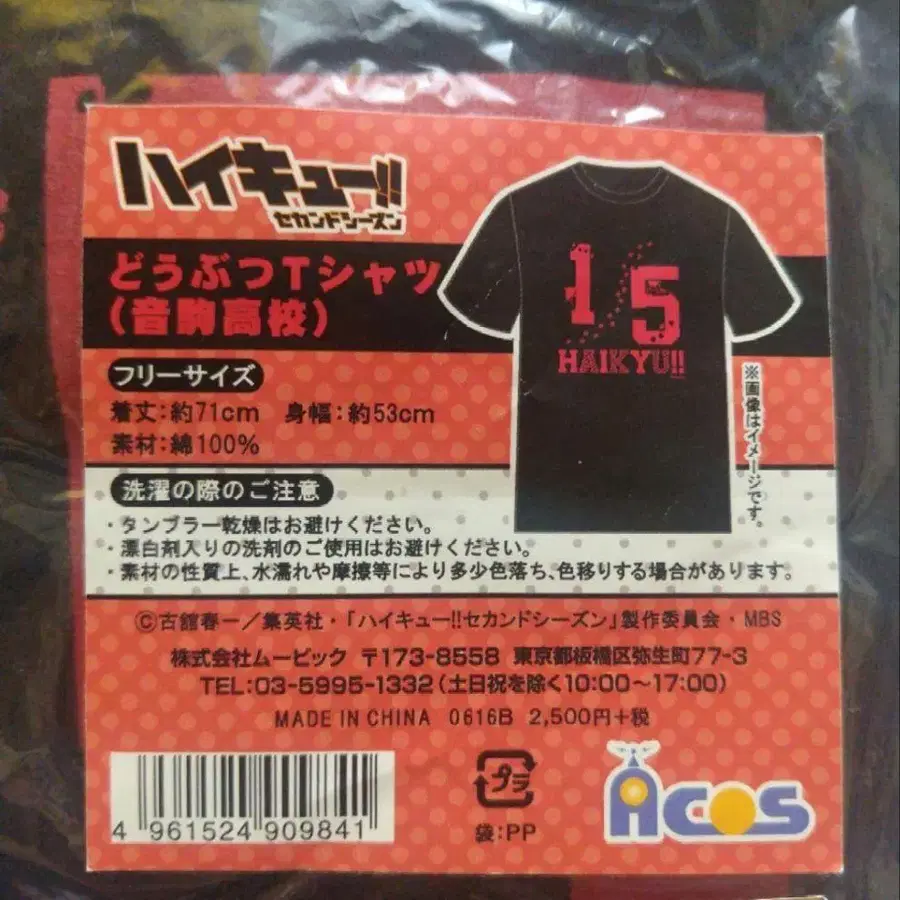 ハイキュー!!
セカンドシーズン
どうぶつTシャツ
(音駒高校)
フリーサイズ
着丈:約71cm 身幅:約53cm
素材:綿100%
1 5
HAIKYU!!
※画像はイメージです。
洗濯の際のご注意
・タンブラー乾燥はお避けください。
・漂白剤入りの洗剤のご使用はお避けください。
・素材の性質上、水濡れや摩擦等により多少色落ち、色移りする場合があります。
©古舘春一/集英社・「ハイキュー!!セカンドシーズン」製作委員会・MBS
株式会社ムービック 〒173-8558 東京都板橋区弥生町77-3
TEL:03-5995-1332(土日祝を除く10:00~17:00)
MADE IN CHINA 0616B 2,500円+税
4 961524 909841
プラ
袋:PP
ACOS